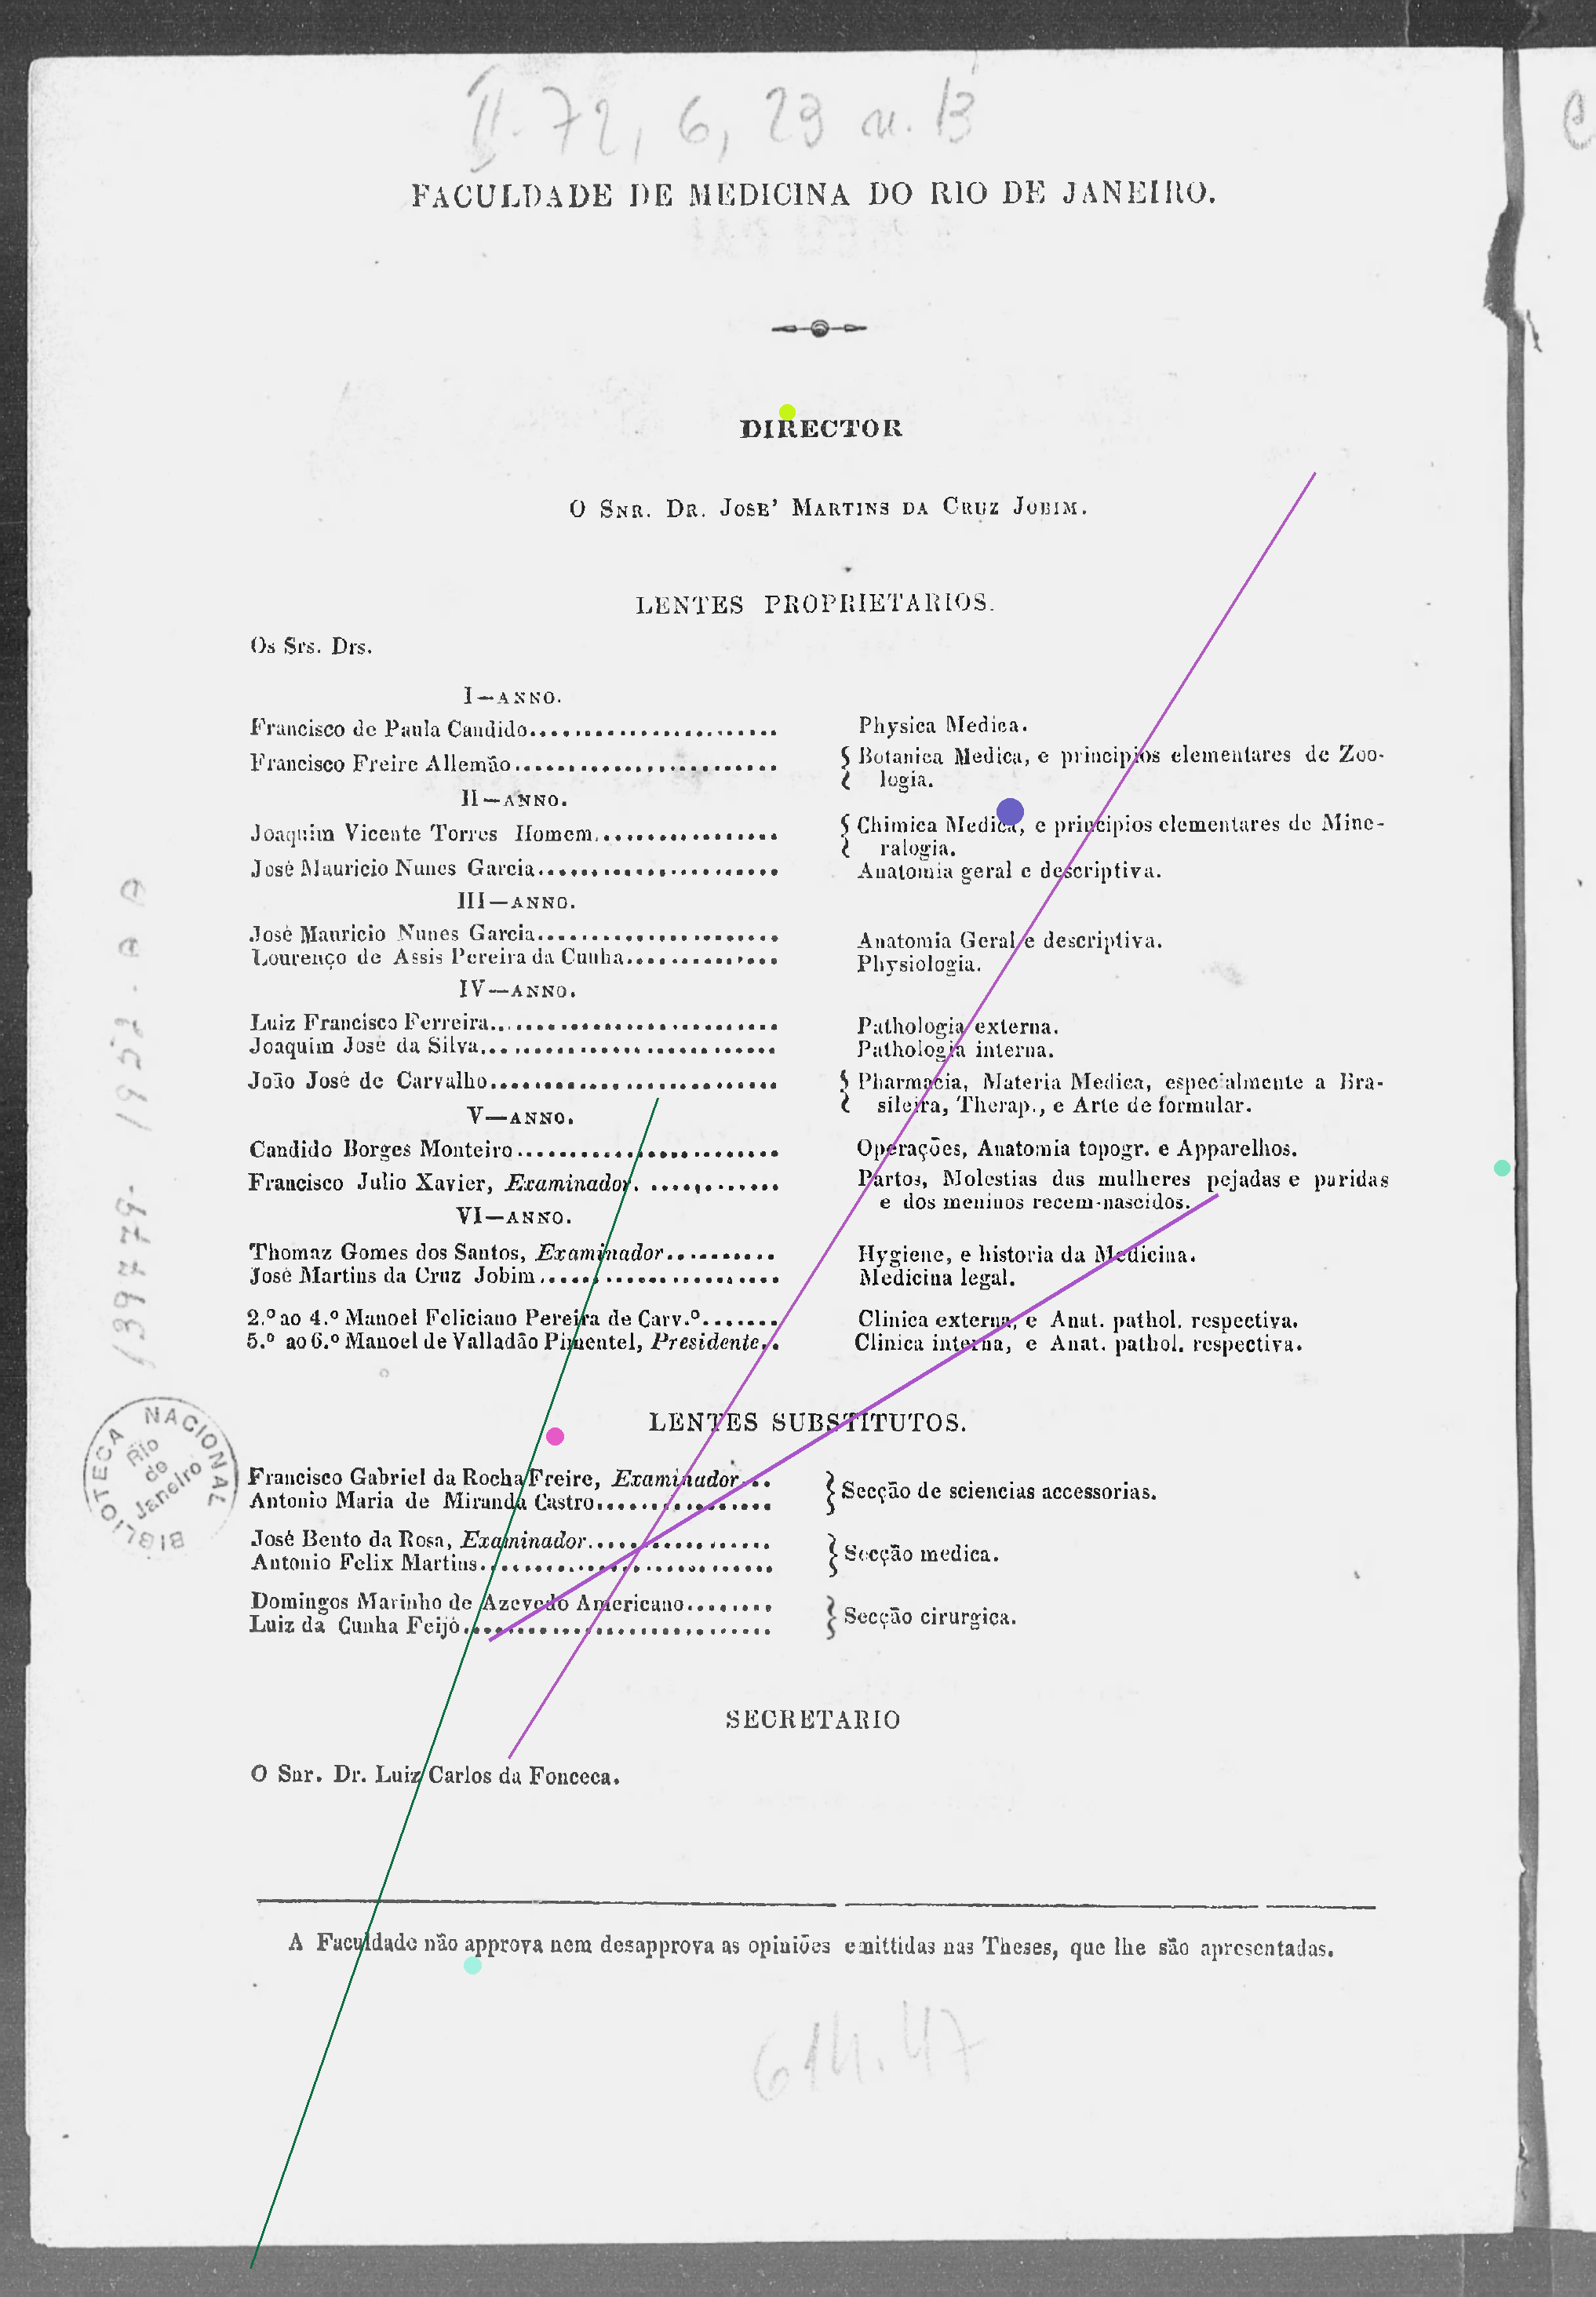 II-72, 6, 23 n. 13
FACULDADE DE MEDICINA DO RIO DE JANEIRO.
DIRECTOR
O SNR. DR. JOSE' MARTINS DA CRUZ JOBIM.
LENTES PROPRIETARIOS.
Os Srs. Drs.
I—ANNO.
Francisco de Paula Candido............................ Physica Medica.
Francisco Freire Allemão............................ Botanica Medica, e principios elementares de Zoo-
logia.
II—ANNO.
Joaquim Vicente Torres Homem.................... Chimica Medica, e principios elementares de Mine-
ralogia.
José Mauricio Nunes Garcia........................ Anatomia geral e descriptiva.
III—ANNO.
José Mauricio Nunes Garcia........................ Anatomia Geral e descriptiva.
Lourenço de Assis Pereira da Cunha.............. Physiologia.
IV—ANNO.
Luiz Francisco Ferreira............................ Pathologia externa.
Joaquim José da Silva............................ Pathologia interna.
João José de Carvalho............................ Pharmacia, Materia Medica, especialmente a Bra-
sileira, Therap., e Arte de formular.
V—ANNO.
Candido Borges Monteiro........................ Operações, Anatomia topogr. e Apparelhos.
Francisco Julio Xavier, Examinador. ............ Partos, Molestias das mulheres pejadas e paridas
e dos meninos recem-nascidos.
VI—ANNO.
Thomaz Gomes dos Santos, Examinador.......... Hygiene, e historia da Medicina.
José Martins da Cruz Jobim........................ Medicina legal.
2.º ao 4.º Manoel Feliciano Pereira de Carv.º....... Clinica externa, e Anat. pathol. respectiva.
5.º ao 6.º Manoel de Valladão Pimentel, Presidente.. Clinica interna, e Anat. pathol. respectiva.
LENTES SUBSTITUTOS.
Francisco Gabriel da Rocha Freire, Examinador...
Antonio Maria de Miranda Castro................. Secção de sciencias accessorias.
José Bento da Rosa, Examinador..................
Antonio Felix Martins............................ Secção medica.
Domingos Marinho de Azevedo Americano........
Luiz da Cunha Feijó............................ Secção cirurgica.
SECRETARIO
O Snr. Dr. Luiz Carlos da Fonceca.
A Faculdade não approva nem desapprova as opiniões emittidas nas Theses, que lhe são apresentadas.
614.47
139779- 1952
BIBLIOTECA NACIONAL
Rio
de
Janeiro